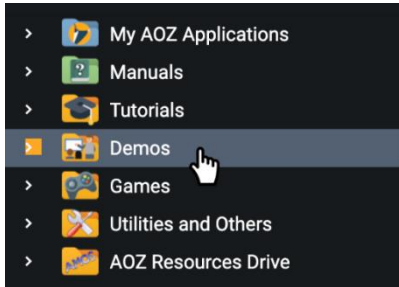 My AOZ Applications
Manuals
Tutorials
Demos
Games
Utilities and Others
AOZ Resources Drive